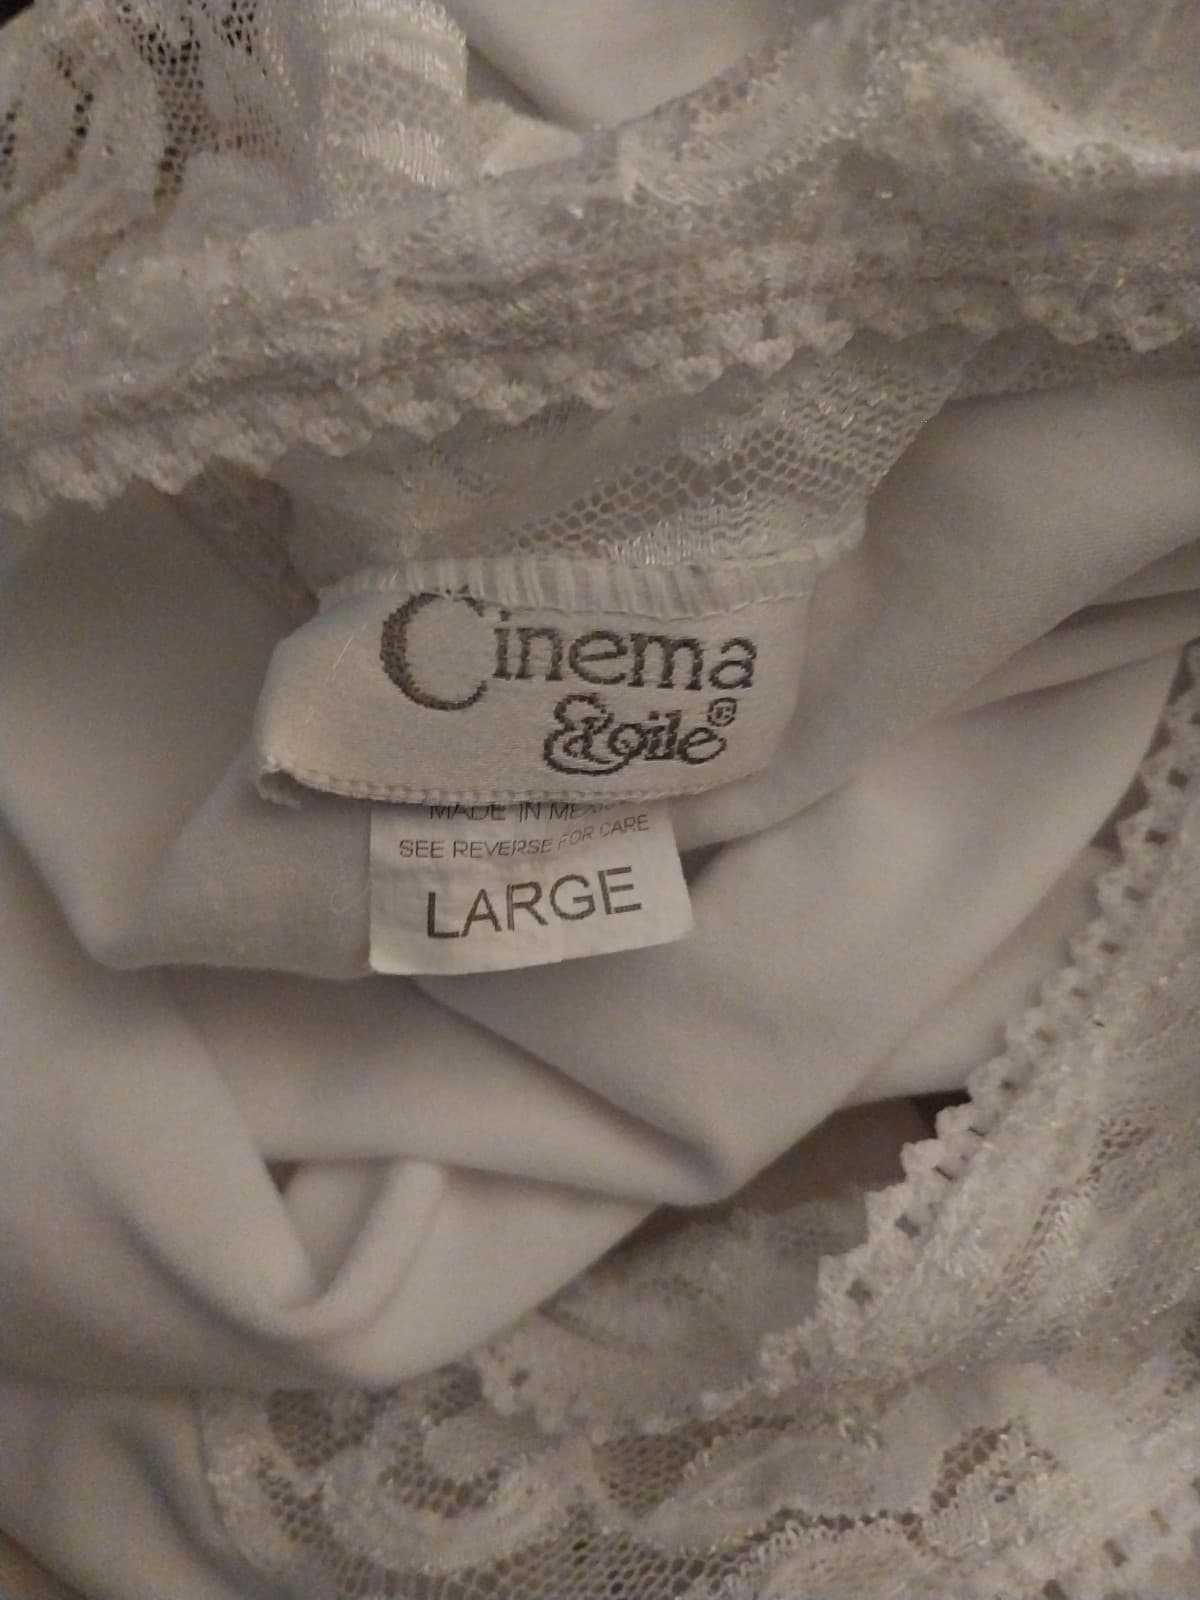 Cinema
Etoile®
MADE IN
SEE REVERSE FOR CARE
LARGE